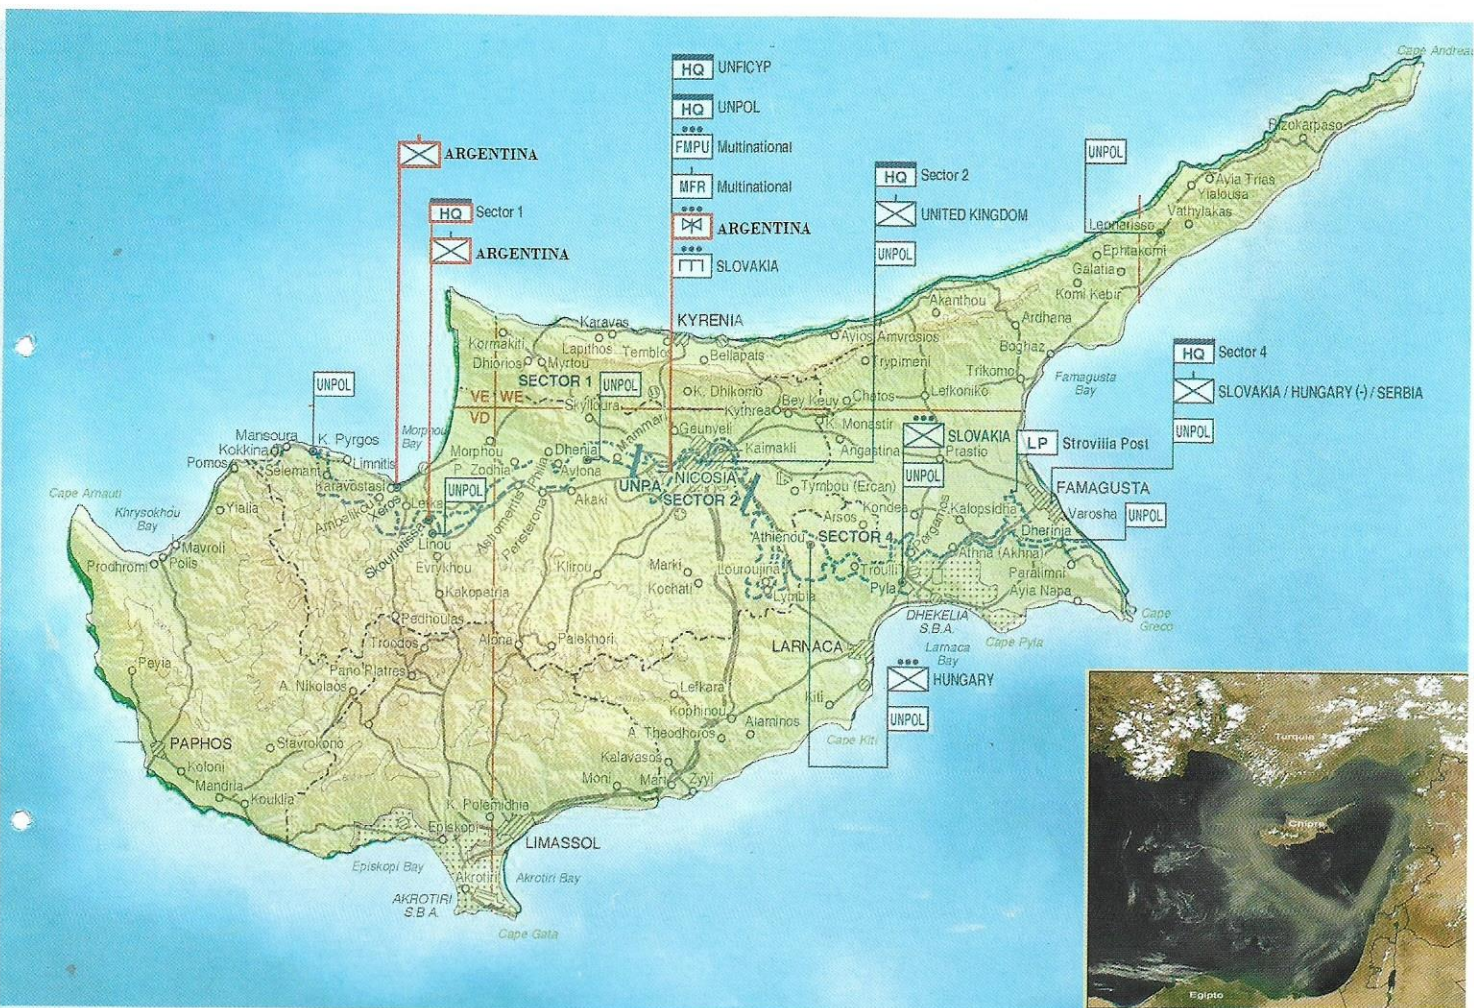 Cape Andreas
HQ UNFICYP
HQ UNPOL
FMPU Multinational
MFR Multinational
ARGENTINA
SLOVAKIA
ARGENTINA
HQ Sector 1
ARGENTINA
HQ Sector 2
UNITED KINGDOM
UNPOL
UNPOL
Rizokarpaso
Ayia Trias
Yialousa
Vathylakas
Leonarisso
Ephtakomi
Galatia
Komi Kebir
Akanthou
Ardhana
Boghaz
HQ Sector 4
SLOVAKIA / HUNGARY (-) / SERBIA
UNPOL
Kormakiti
Karavas
KYRENIA
Lapithos
Temblos
Bellapais
Dhiorios
Myrtou
Ayios Amvrosios
Trypimeni
Trikomo
Famagusta
Bay
UNPOL
SECTOR 1
UNPOL
K. Dhikomo
VE WE
VD
Skylloura
Kythrea
Bey Keuy
Chatos
Lefkoniko
Mansoura
K. Pyrgos
Morphou
Bay
Geunyeli
K. Monastir
SLOVAKIA
LP Strovilia Post
Kokkina
Limnitis
Morphou
Dhenia
Mammari
Kaimakli
Angastina
Prastio
Pomos
Selemani
P. Zodhia
Avlona
Philia
UNPOL
Karavostasi
UNPOL
Akaki
UNPA
NICOSIA
SECTOR 2
Tymbou (Ercan)
FAMAGUSTA
Cape Arnauti
Khrysokhou
Bay
Yialia
Ambelikou
Xeros
Lefka
Astromeritis
Peristerona
Arsos
Kondea
Pergamos
Kalopsidha
Varosha
UNPOL
Mavroli
Polis
Prodhromi
Skouriotissa
Linou
Evrykhou
Klirou
Marki
Kochati
Athienou
SECTOR 4
Louroujina
Lymbia
Troulli
Pyla
Athna (Akhna)
Dherinia
Paralimni
Ayia Napa
Kakopetria
Cape
Greco
Pedhoulas
Troodos
Alona
Palekhori
DHEKELIA
S.B.A.
Cape Pyla
LARNACA
Larnaca
Bay
Peyia
Pano Platres
A. Nikolaos
HUNGARY
UNPOL
Lefkara
Kophinou
Kiti
Alaminos
A. Theodhoros
Cape Kiti
PAPHOS
Stavrokono
Koloni
Mandria
Kouklia
Kalavasos
Moni
Mari
Zyyi
K. Polemidhia
Episkopi
LIMASSOL
Episkopi Bay
Akrotiri
Akrotiri Bay
AKROTIRI
S.B.A.
Cape Gata
Turquia
Chipre
Egipto